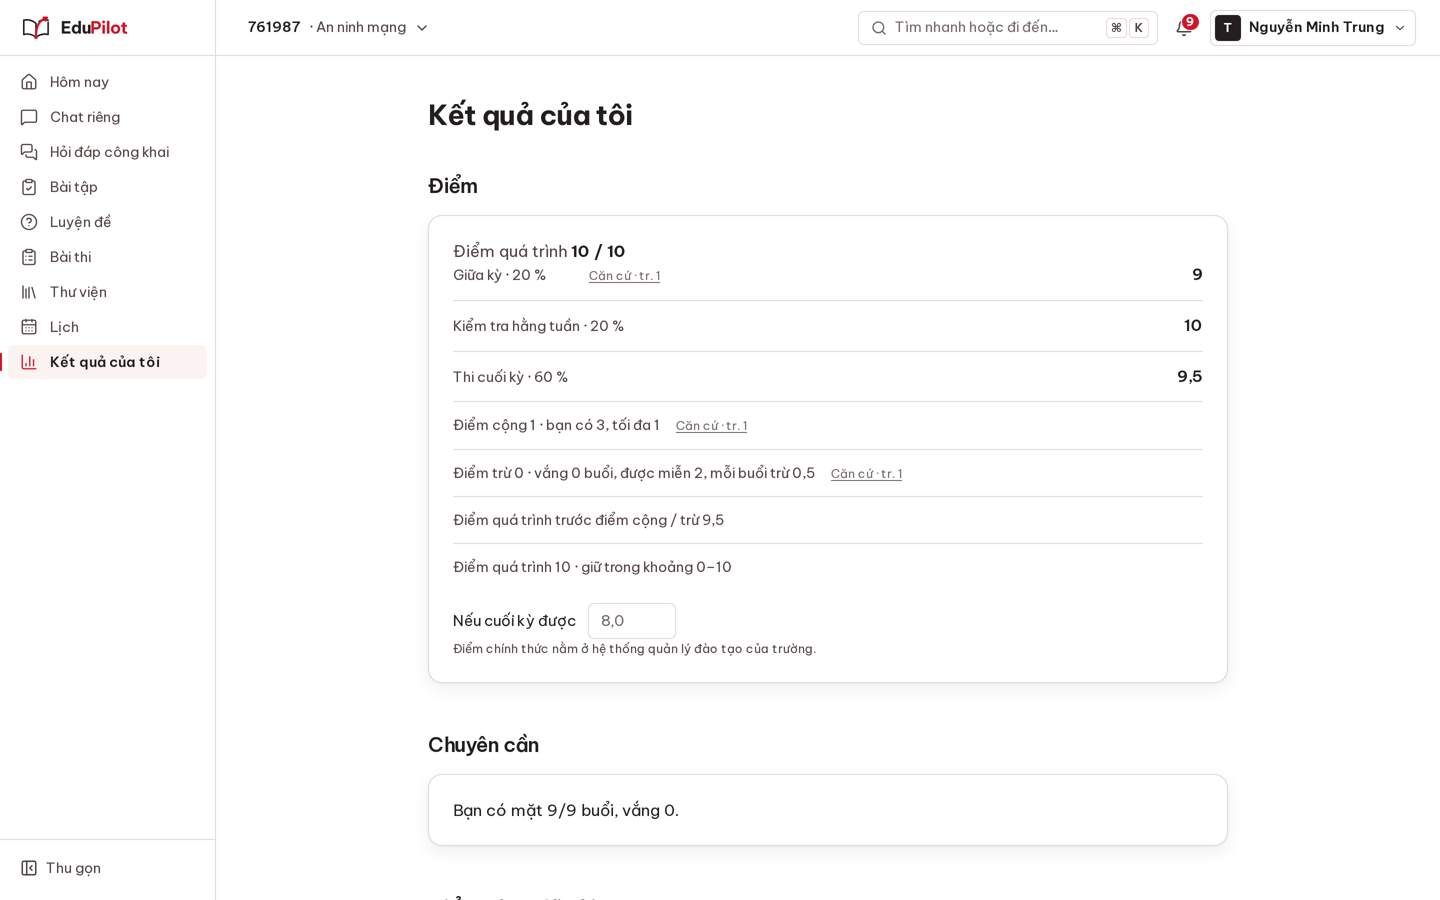 EduPilot
761987 · An ninh mạng
Tìm nhanh hoặc đi đến...
⌘ K
9
T
Nguyễn Minh Trung
Hôm nay
Chat riêng
Hỏi đáp công khai
Bài tập
Luyện đề
Bài thi
Thư viện
Lịch
Kết quả của tôi
Thu gọn
Kết quả của tôi
Điểm
Điểm quá trình 10 / 10
Giữa kỳ · 20 % Căn cứ · tr. 1 9
Kiểm tra hằng tuần · 20 % 10
Thi cuối kỳ · 60 % 9,5
Điểm cộng 1 · bạn có 3, tối đa 1 Căn cứ · tr. 1
Điểm trừ 0 · vắng 0 buổi, được miễn 2, mỗi buổi trừ 0,5 Căn cứ · tr. 1
Điểm quá trình trước điểm cộng / trừ 9,5
Điểm quá trình 10 · giữ trong khoảng 0–10
Nếu cuối kỳ được 8,0
Điểm chính thức nằm ở hệ thống quản lý đào tạo của trường.
Chuyên cần
Bạn có mặt 9/9 buổi, vắng 0.